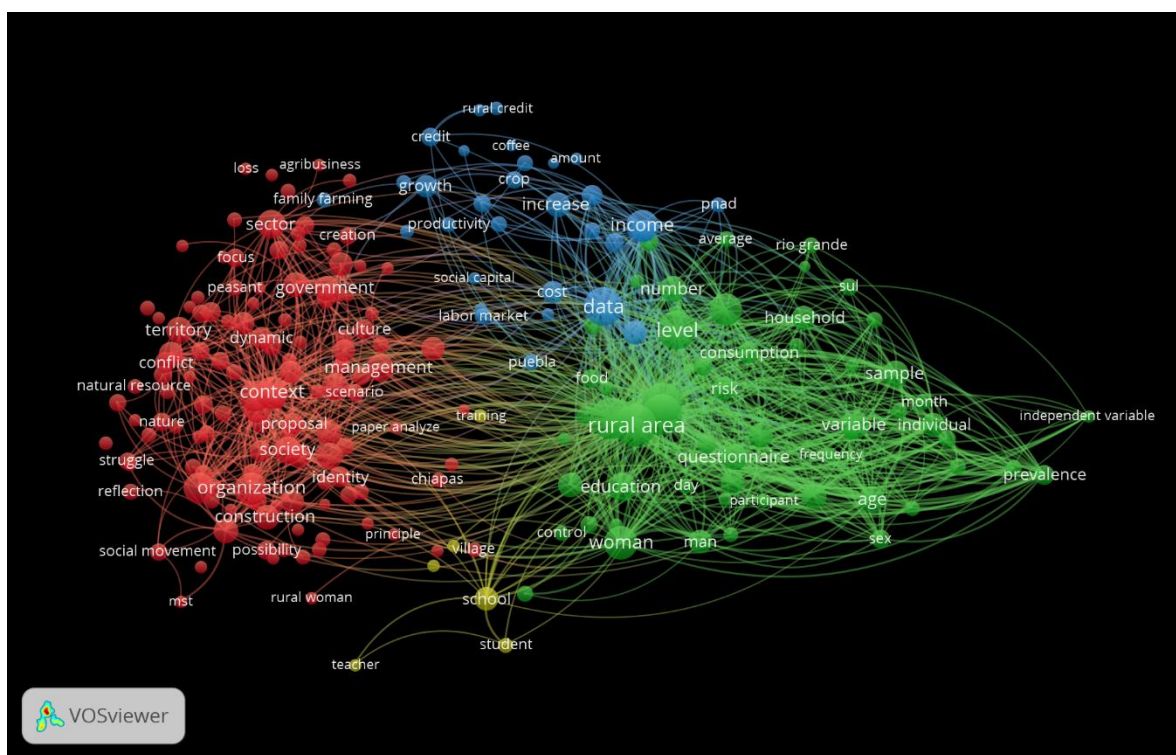 rural credit
credit
coffee
amount
loss
agribusiness
growth
crop
family farming
increase
pnad
sector
productivity
income
creation
average
rio grande
focus
social capital
peasant
government
cost
number
sul
data
territory
labor market
household
culture
level
dynamic
conflict
management
puebla
consumption
food
sample
natural resource
context
scenario
risk
month
nature
training
independent variable
proposal
paper analyze
rural area
variable
individual
society
struggle
questionnaire
frequency
reflection
organization
identity
chiapas
education
day
prevalence
participant
age
construction
control
principle
social movement
possibility
village
woman
man
sex
mst
rural woman
school
student
teacher
VOSviewer